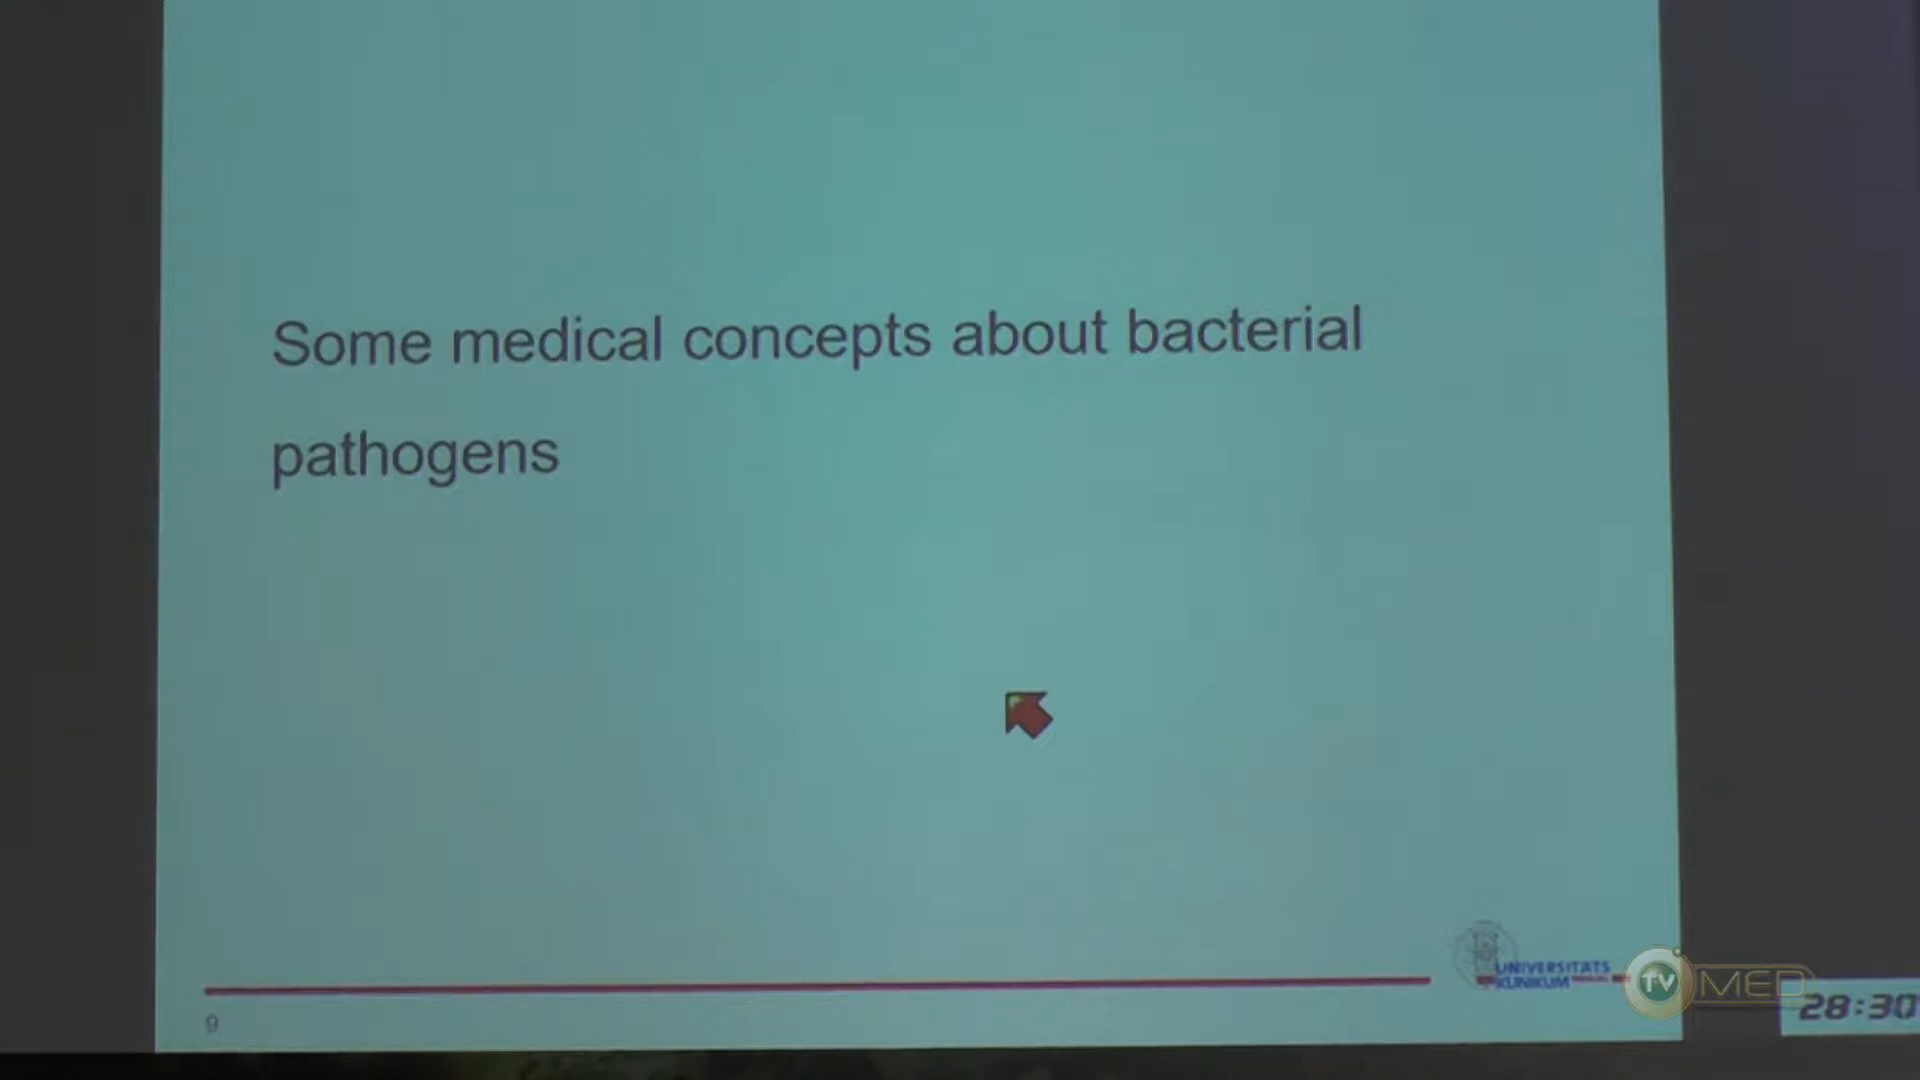 Some medical concepts about bacterial
pathogens
UNIVERSITÄTS
KLINIKUM
TV MED
28:30
9